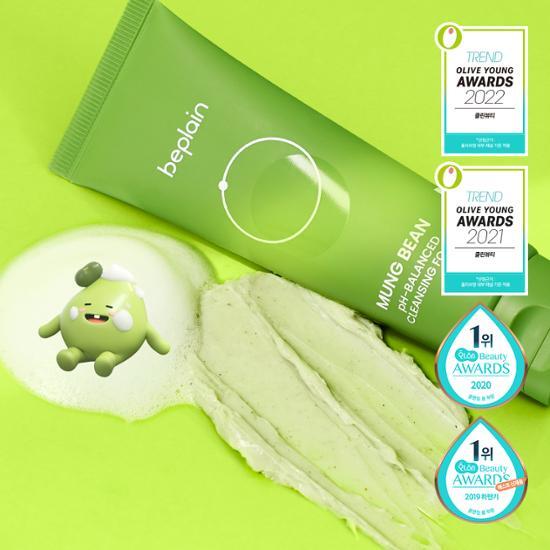 beplain
MUNG BEAN
pH-BALANCED
CLEANSING FO
TREND
OLIVE YOUNG
AWARDS
2022
클린뷰티
TREND
OLIVE YOUNG
AWARDS
2021
클린뷰티
1위
Beauty
AWARDS
2020
1위
Beauty
AWARDS
2019 하반기